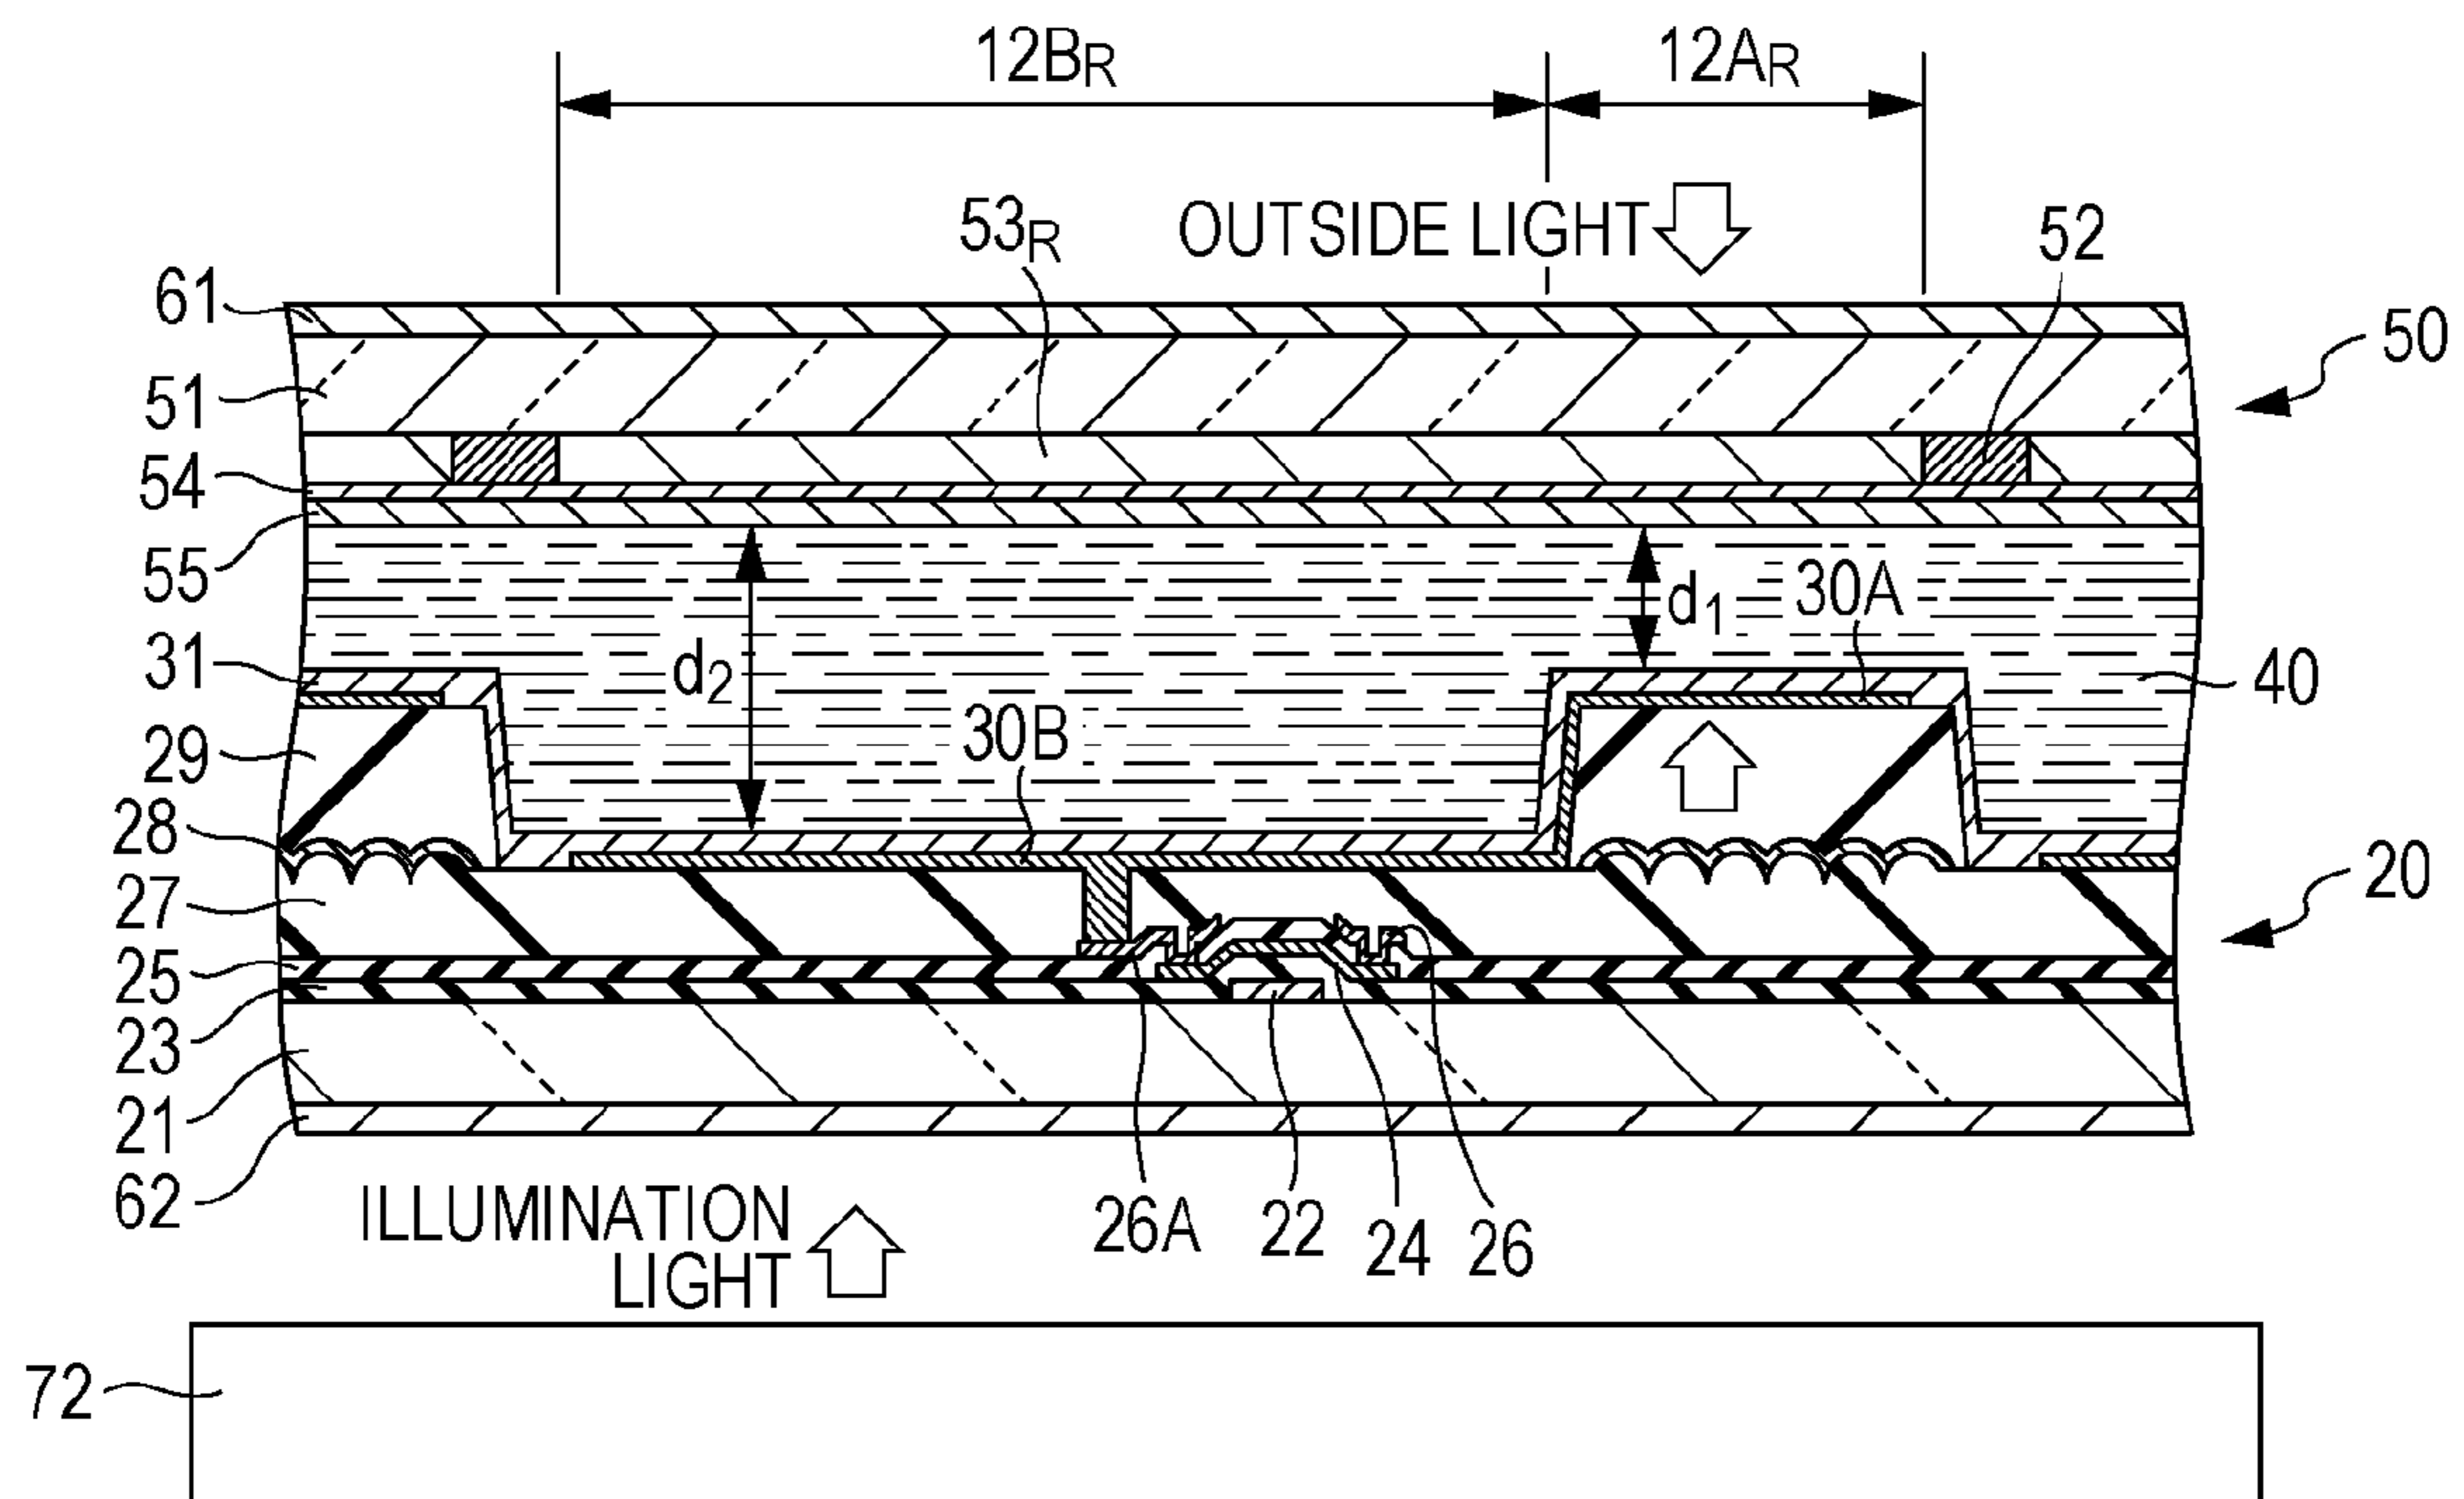 12BR 12AR
53R OUTSIDE LIGHT 52
61
50
51
54
55
30A
d1
31
d2
40
30B
29
28
27
20
25
23
21
62
26A 22 24 26
ILLUMINATION
LIGHT
72